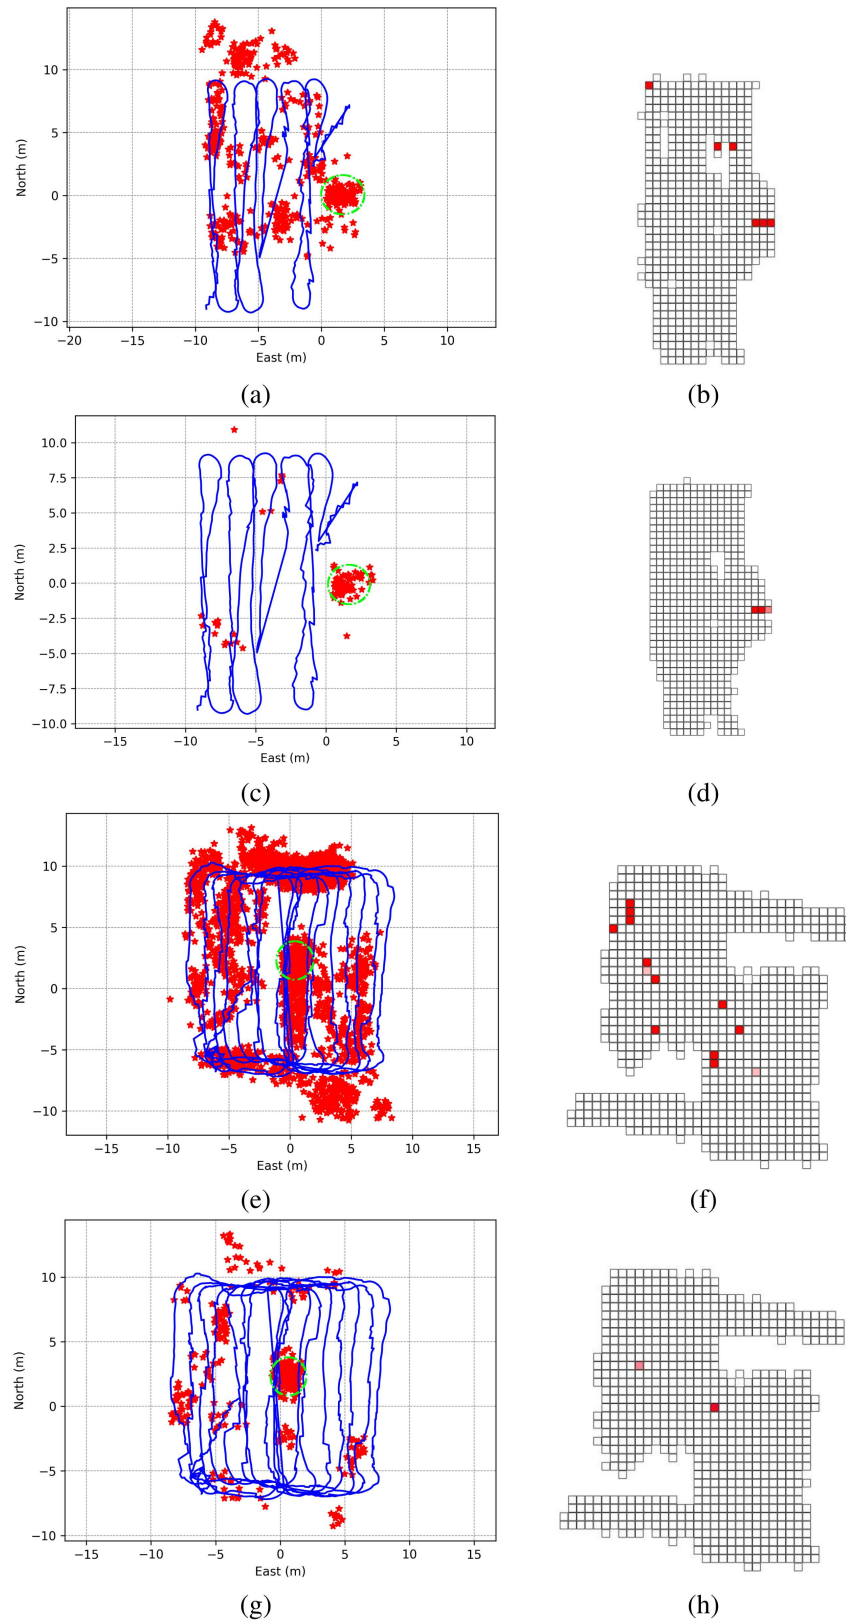 10
5
0
−5
−10
North (m)
−20 −15 −10 −5 0 5 10
East (m)
(a) (b)
10.0
7.5
5.0
2.5
0.0
−2.5
−5.0
−7.5
−10.0
North (m)
−15 −10 −5 0 5 10
East (m)
(c) (d)
10
5
0
−5
−10
North (m)
−15 −10 −5 0 5 10 15
East (m)
(e) (f)
10
5
0
−5
−10
North (m)
−15 −10 −5 0 5 10 15
East (m)
(g) (h)